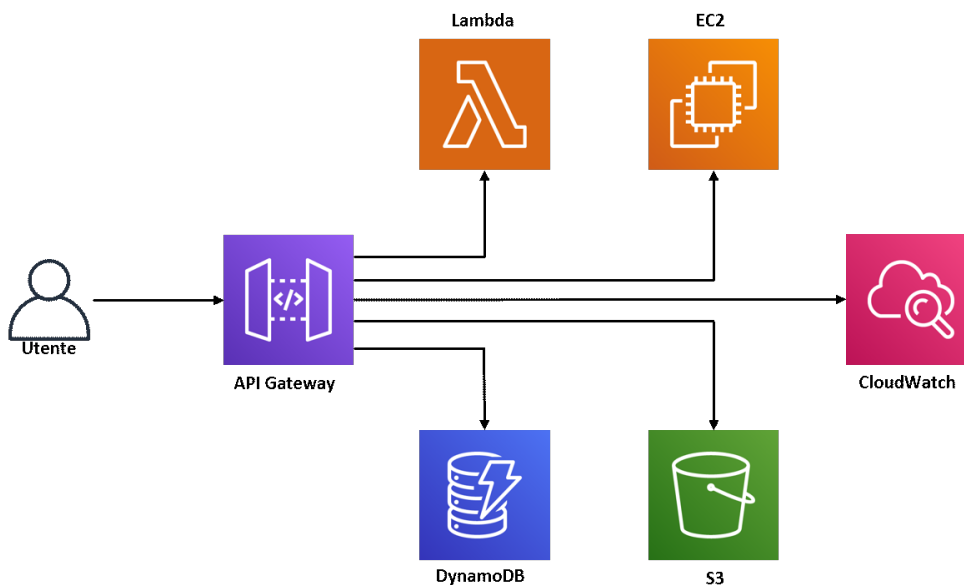 Lambda
EC2
Utente
</>
API Gateway
CloudWatch
DynamoDB
S3